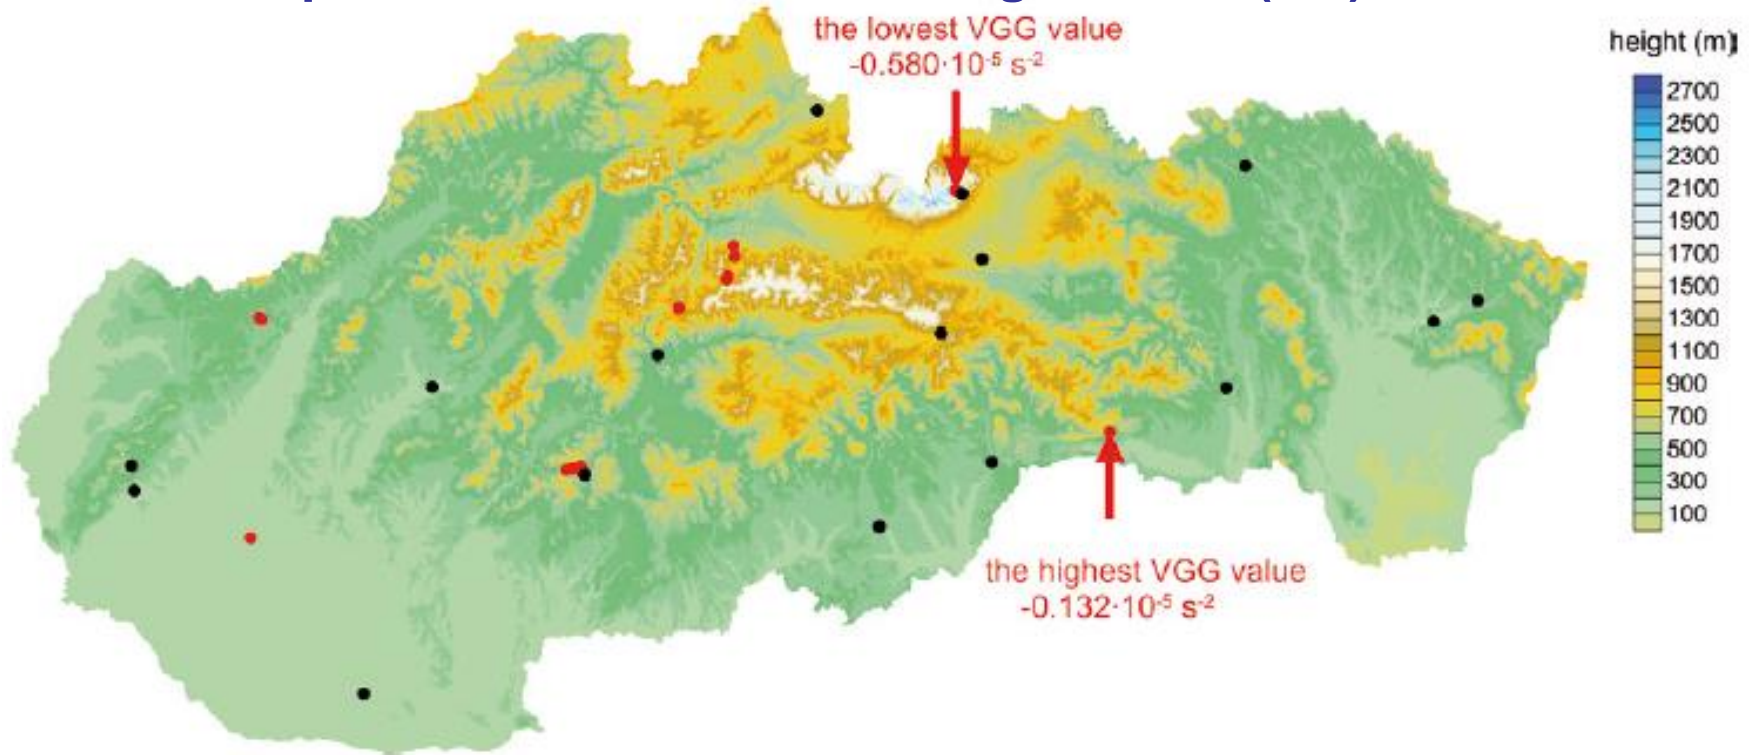 the lowest VGG value
-0.580·10⁻⁵ s⁻²
height (m)
2700
2500
2300
2100
1900
1700
1500
1300
1100
900
700
500
300
100
the highest VGG value
-0.132·10⁻⁵ s⁻²